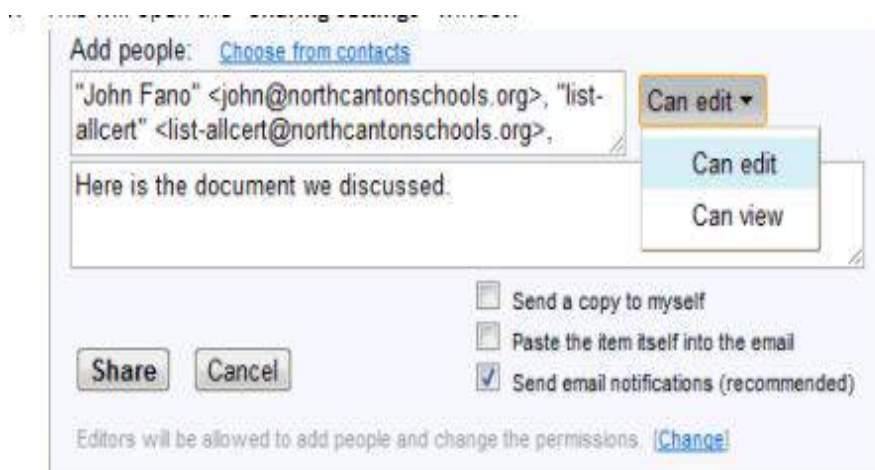 Add people: Choose from contacts
"John Fano" <john@northcantonschools.org>, "list-
allcert" <list-allcert@northcantonschools.org>,
Can edit
Can edit
Can view
Here is the document we discussed.
Send a copy to myself
Paste the item itself into the email
Send email notifications (recommended)
Share Cancel
Editors will be allowed to add people and change the permissions. [Change]